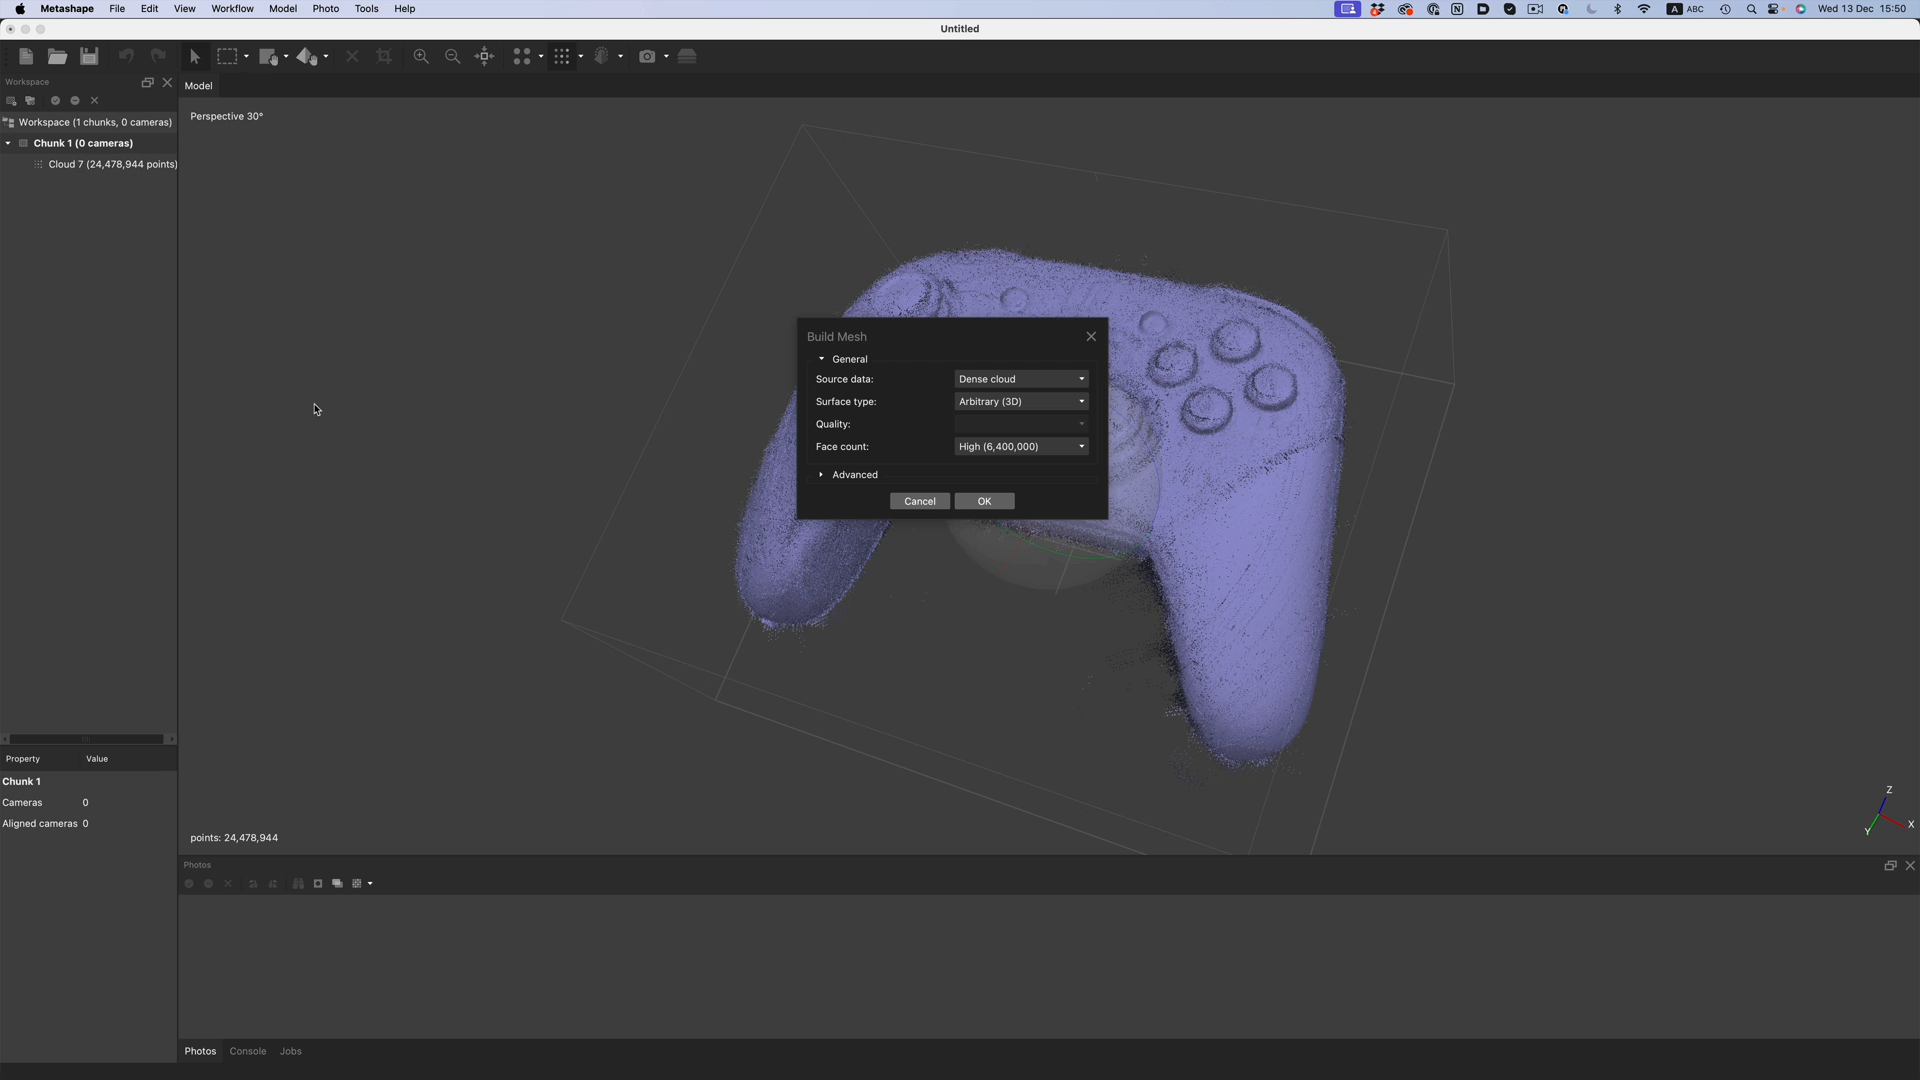 Metashape File Edit View Workflow Model Photo Tools Help
A ABC Wed 13 Dec 15:50
Untitled
Workspace
Model
Workspace (1 chunks, 0 cameras)
Chunk 1 (0 cameras)
Cloud 7 (24,478,944 points)
Perspective 30°
Build Mesh
General
Source data: Dense cloud
Surface type: Arbitrary (3D)
Quality:
Face count: High (6,400,000)
Advanced
Cancel OK
Property Value
Chunk 1
Cameras 0
Aligned cameras 0
points: 24,478,944
Z
X
Y
Photos
Photos Console Jobs